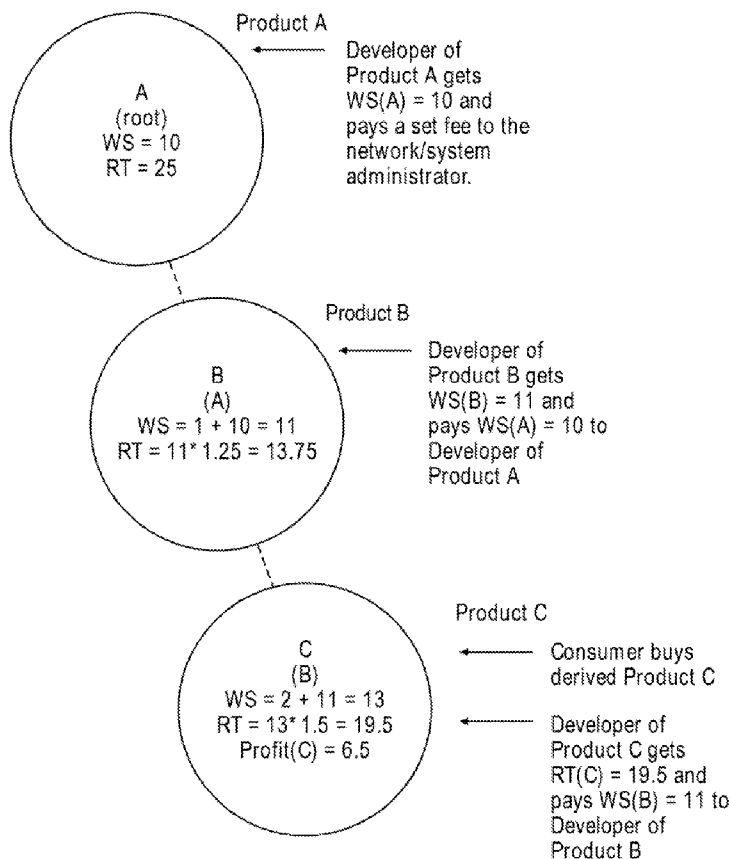 Product A
A
(root)
WS = 10
RT = 25
Developer of
Product A gets
WS(A) = 10 and
pays a set fee to the
network/system
administrator.
Product B
B
(A)
WS = 1 + 10 = 11
RT = 11* 1.25 = 13.75
Developer of
Product B gets
WS(B) = 11 and
pays WS(A) = 10 to
Developer of
Product A
Product C
C
(B)
WS = 2 + 11 = 13
RT = 13* 1.5 = 19.5
Profit(C) = 6.5
Consumer buys
derived Product C
Developer of
Product C gets
RT(C) = 19.5 and
pays WS(B) = 11 to
Developer of
Product B